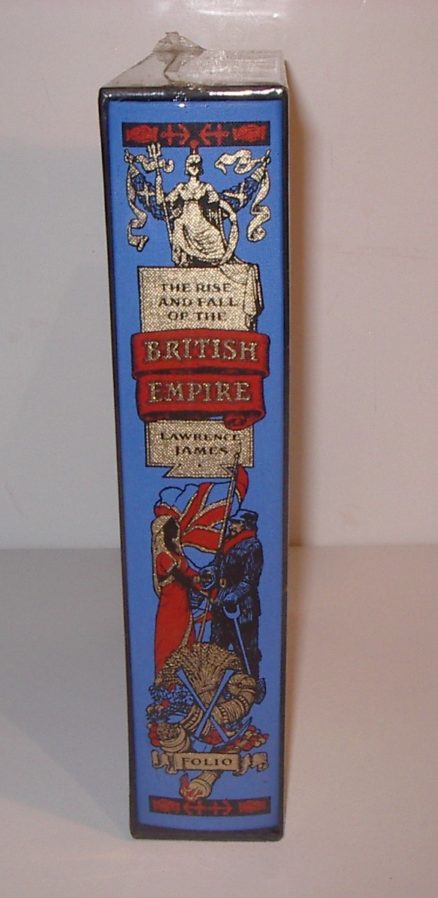 THE RISE
AND FALL
OF THE
BRITISH
EMPIRE
LAWRENCE
JAMES
FOLIO